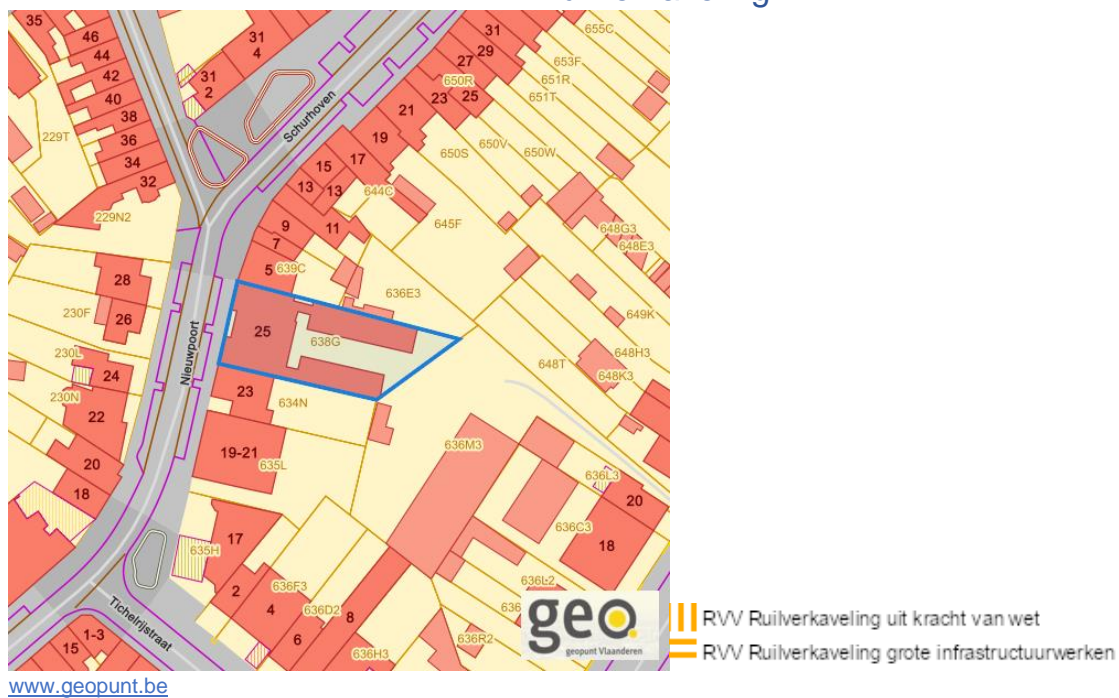 35
46
44
42
40
38
36
34
32
229T
229N2
31
4
31
2
Schurhoven
31
29
27
650R
23
25
21
19
17
15
13
13
644C
655C
653F
651R
651T
650V
650W
650S
645F
648G3
648E3
9
11
7
5
639C
636E3
649K
648T
648H3
648K3
28
230F
26
230L
24
230N
22
20
18
Nieuwpoort
25
638G
23
634N
19-21
635L
635H
17
636M3
636L3
20
636C3
18
2
4
6
8
636F3
636D2
636H3
636L2
636
636R2
Tichelrijstraat
1-3
15
geo.
geopunt Vlaanderen
RVV Ruilverkaveling uit kracht van wet
RVV Ruilverkaveling grote infrastructuurwerken
www.geopunt.be